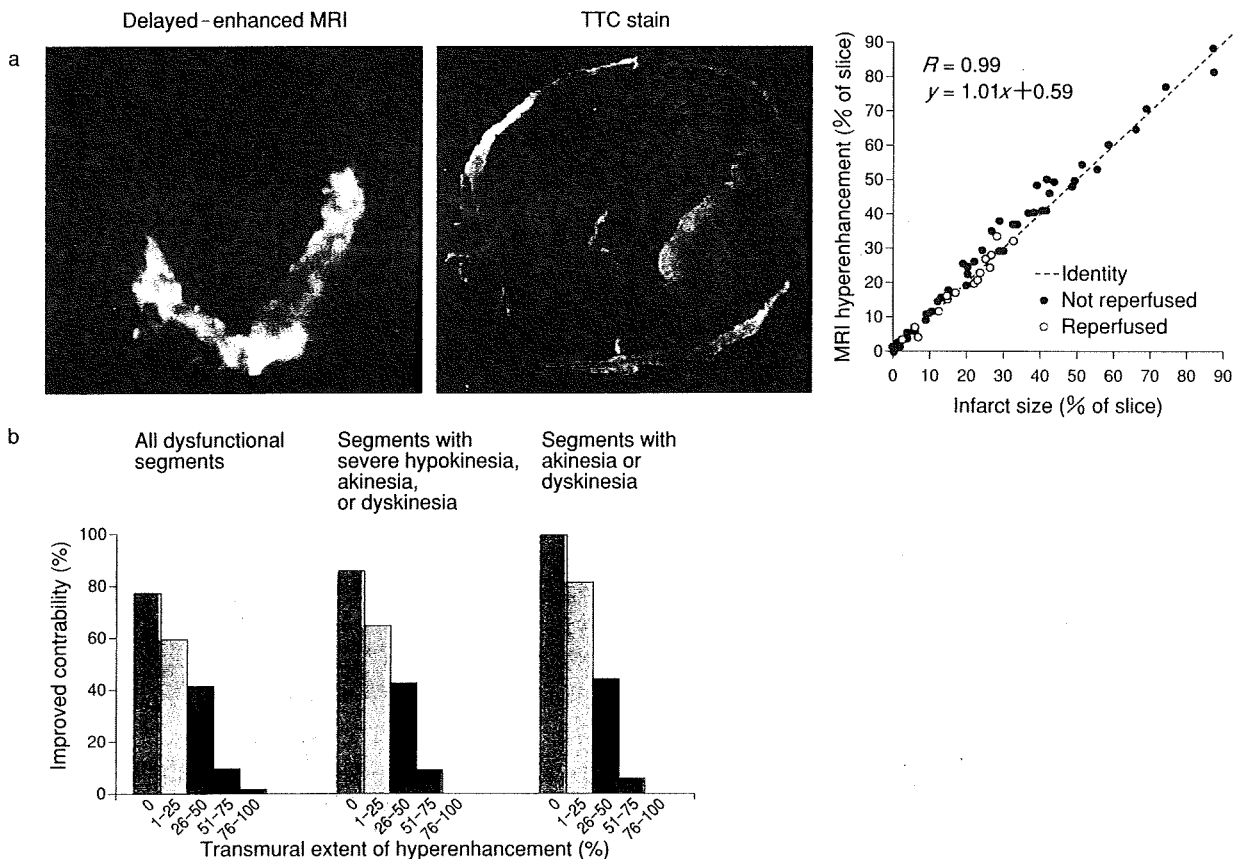 a
Delayed-enhanced MRI
TTC stain
MRI hyperenhancement (% of slice)
90
80
70
60
50
40
30
20
10
0
R = 0.99
y = 1.01x+0.59
Identity
Not reperfused
Reperfused
0 10 20 30 40 50 60 70 80 90
Infarct size (% of slice)
b
All dysfunctional
segments
Segments with
severe hypokinesia,
akinesia,
or dyskinesia
Segments with
akinesia or
dyskinesia
Improved contrability (%)
100
80
60
40
20
0
0 1-25 26-50 51-75 76-100
0 1-25 26-50 51-75 76-100
0 1-25 26-50 51-75 76-100
Transmural extent of hyperenhancement (%)